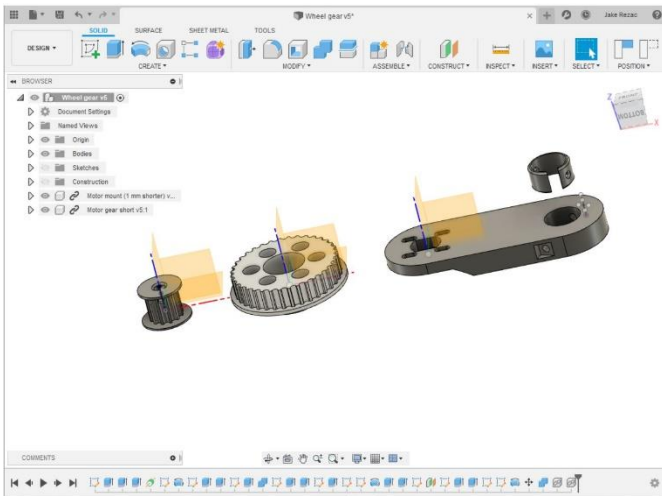 Wheel gear v5*
Jake Rezac
DESIGN
SOLID SURFACE SHEET METAL TOOLS
CREATE MODIFY ASSEMBLE CONSTRUCT INSPECT INSERT SELECT POSITION
BROWSER
Wheel gear v5
Document Settings
Named Views
Origin
Bodies
Sketches
Construction
Motor mount (1 mm shorter) v...
Motor gear short v5:1
Z
BOTTOM
X
COMMENTS